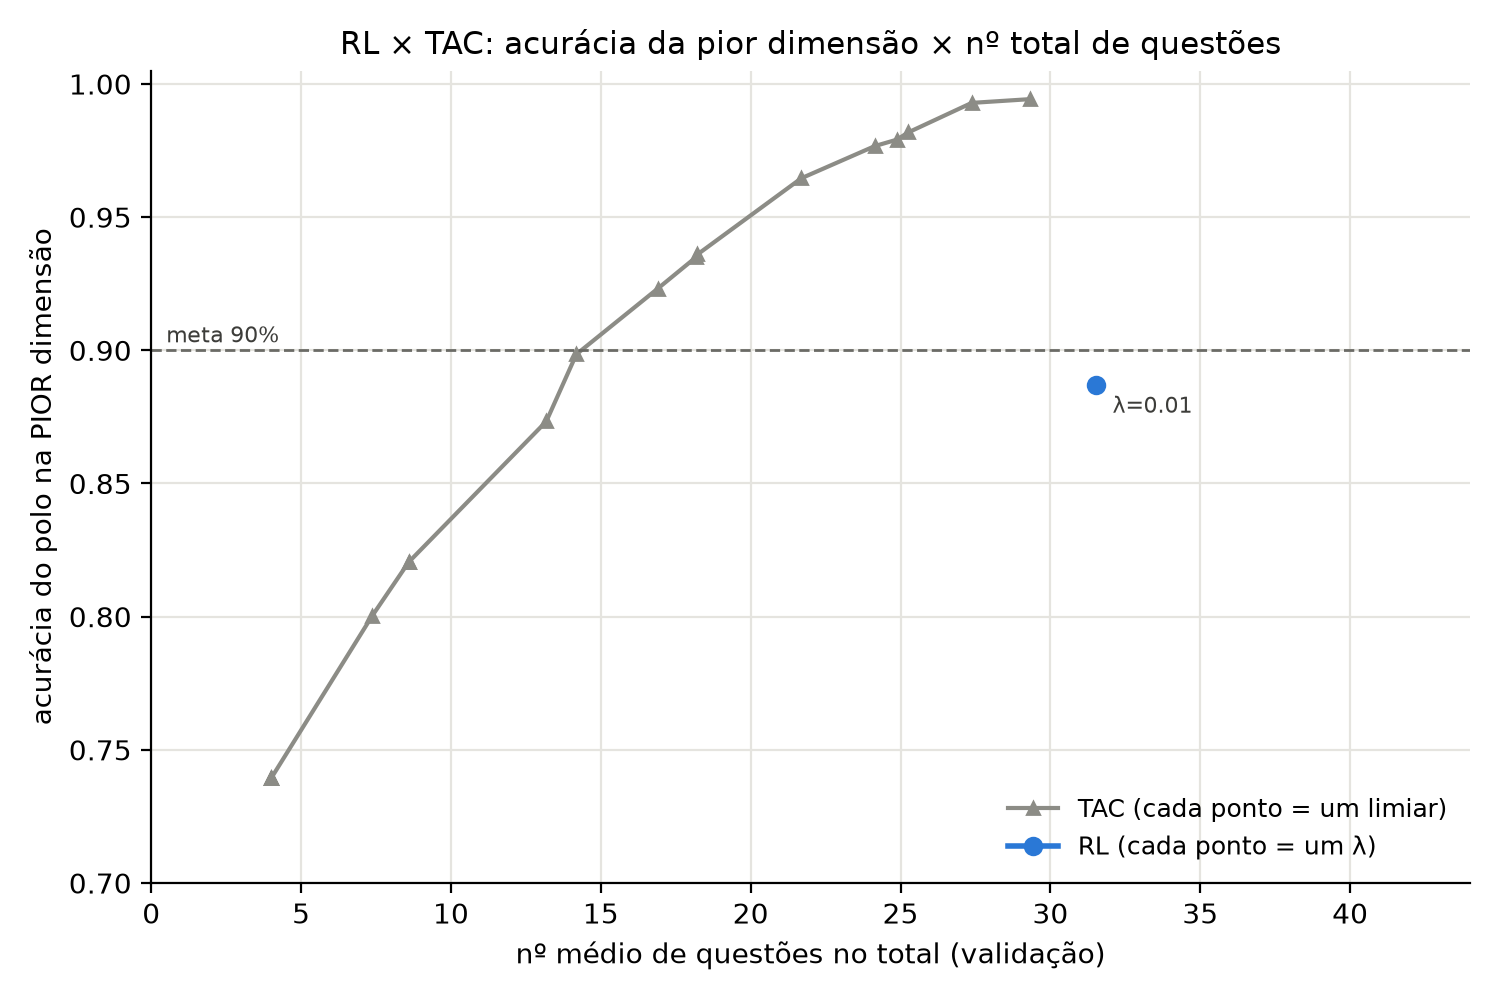 RL × TAC: acurácia da pior dimensão × nº total de questões
acurácia do polo na PIOR dimensão
1.00
0.95
0.90
0.85
0.80
0.75
0.70
meta 90%
λ=0.01
TAC (cada ponto = um limiar)
RL (cada ponto = um λ)
0 5 10 15 20 25 30 35 40
nº médio de questões no total (validação)